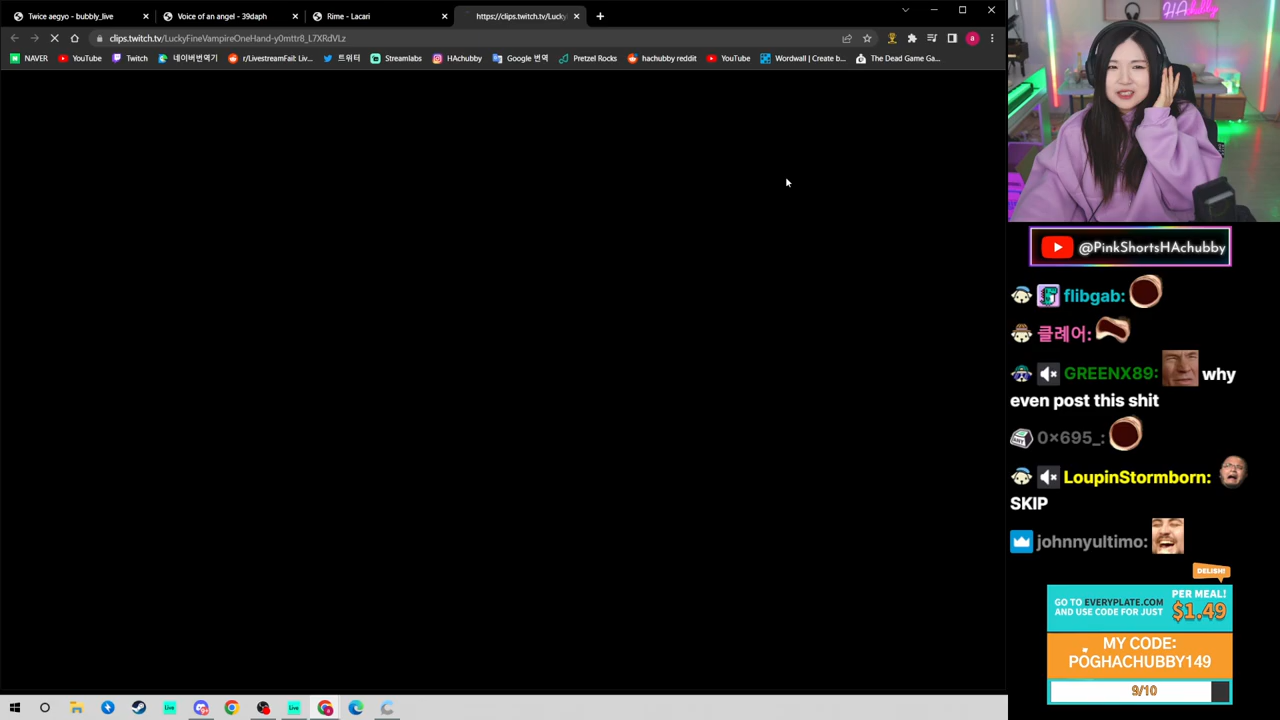 Twice aegyo - bubbly_live
Voice of an angel - 39daph
Rime - Lacari
https://clips.twitch.tv/Lucky
clips.twitch.tv/LuckyFineVampireOneHand-y0mttr8_L7XRdVLz
NAVER
YouTube
Twitch
네이버번역기
r/LivestreamFail: Liv...
트위터
Streamlabs
HAchubby
Google 번역
Pretzel Rocks
hachubby reddit
YouTube
Wordwall | Create b...
The Dead Game Ga...
HAchubby
@PinkShortsHAchubby
flibgab:
클레어:
GREENX89: why
even post this shit
0x695_:
LoupinStormborn:
SKIP
johnnyultimo:
DELISH!
GO TO EVERYPLATE.COM
AND USE CODE FOR JUST
PER MEAL!
$1.49
MY CODE:
POGHACHUBBY149
9/10